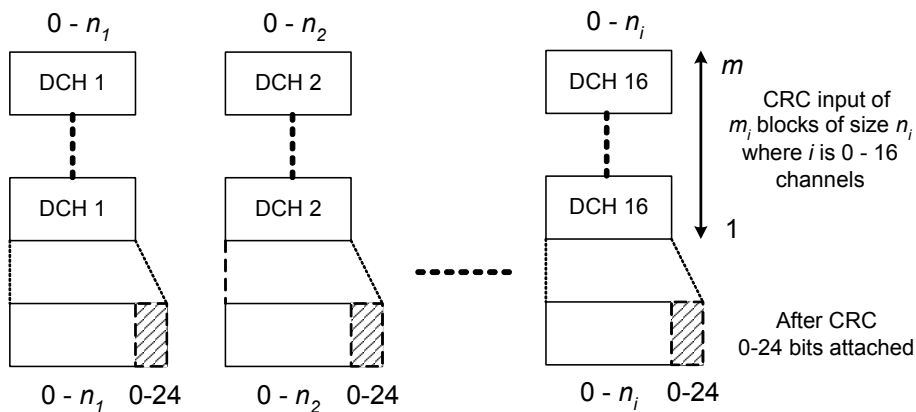 0 - n1 0 - n2 0 - ni
DCH 1 DCH 2 DCH 16 m
CRC input of
mi blocks of size ni
where i is 0 - 16
channels
DCH 1 DCH 2 DCH 16
1
After CRC
0-24 bits attached
0 - n1 0-24 0 - n2 0-24 0 - ni 0-24